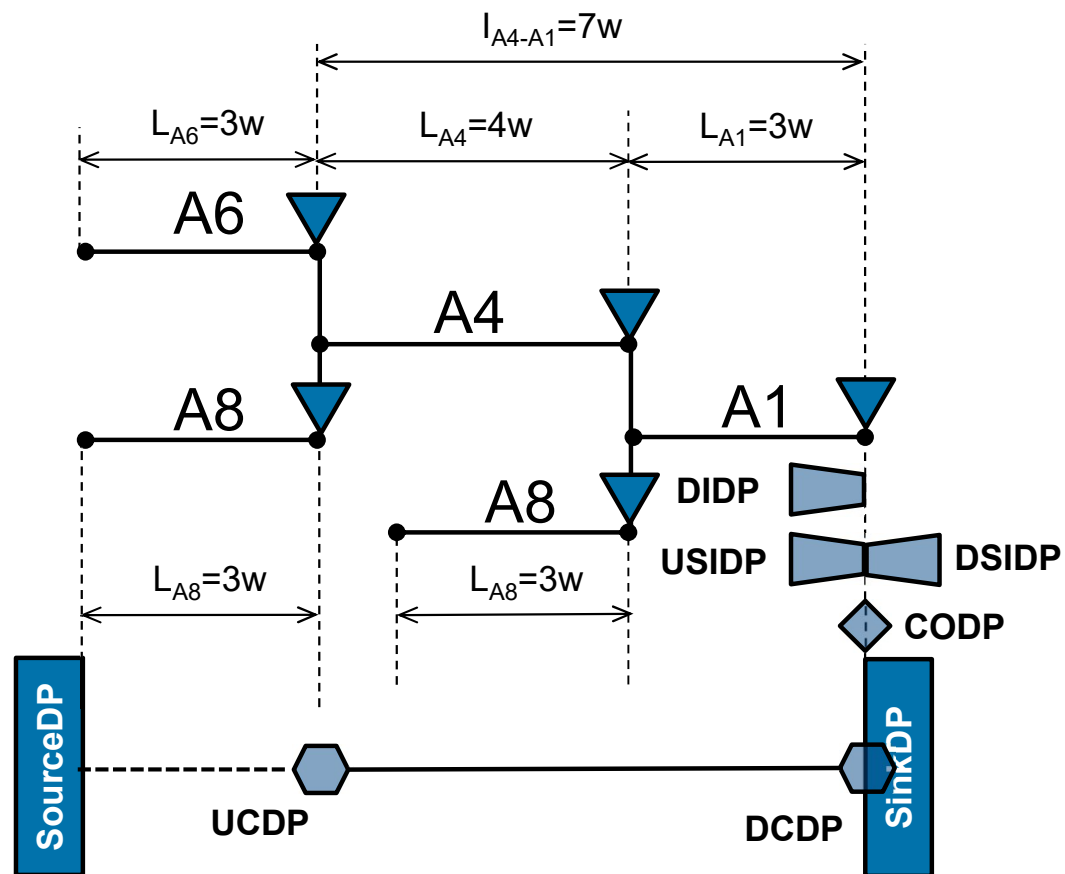 I_A4-A1=7w
L_A6=3w
L_A4=4w
L_A1=3w
A6
A4
A8
A1
DIDP
A8
USIDP
DSIDP
L_A8=3w
L_A8=3w
CODP
SourceDP
SinkDP
UCDP
DCDP